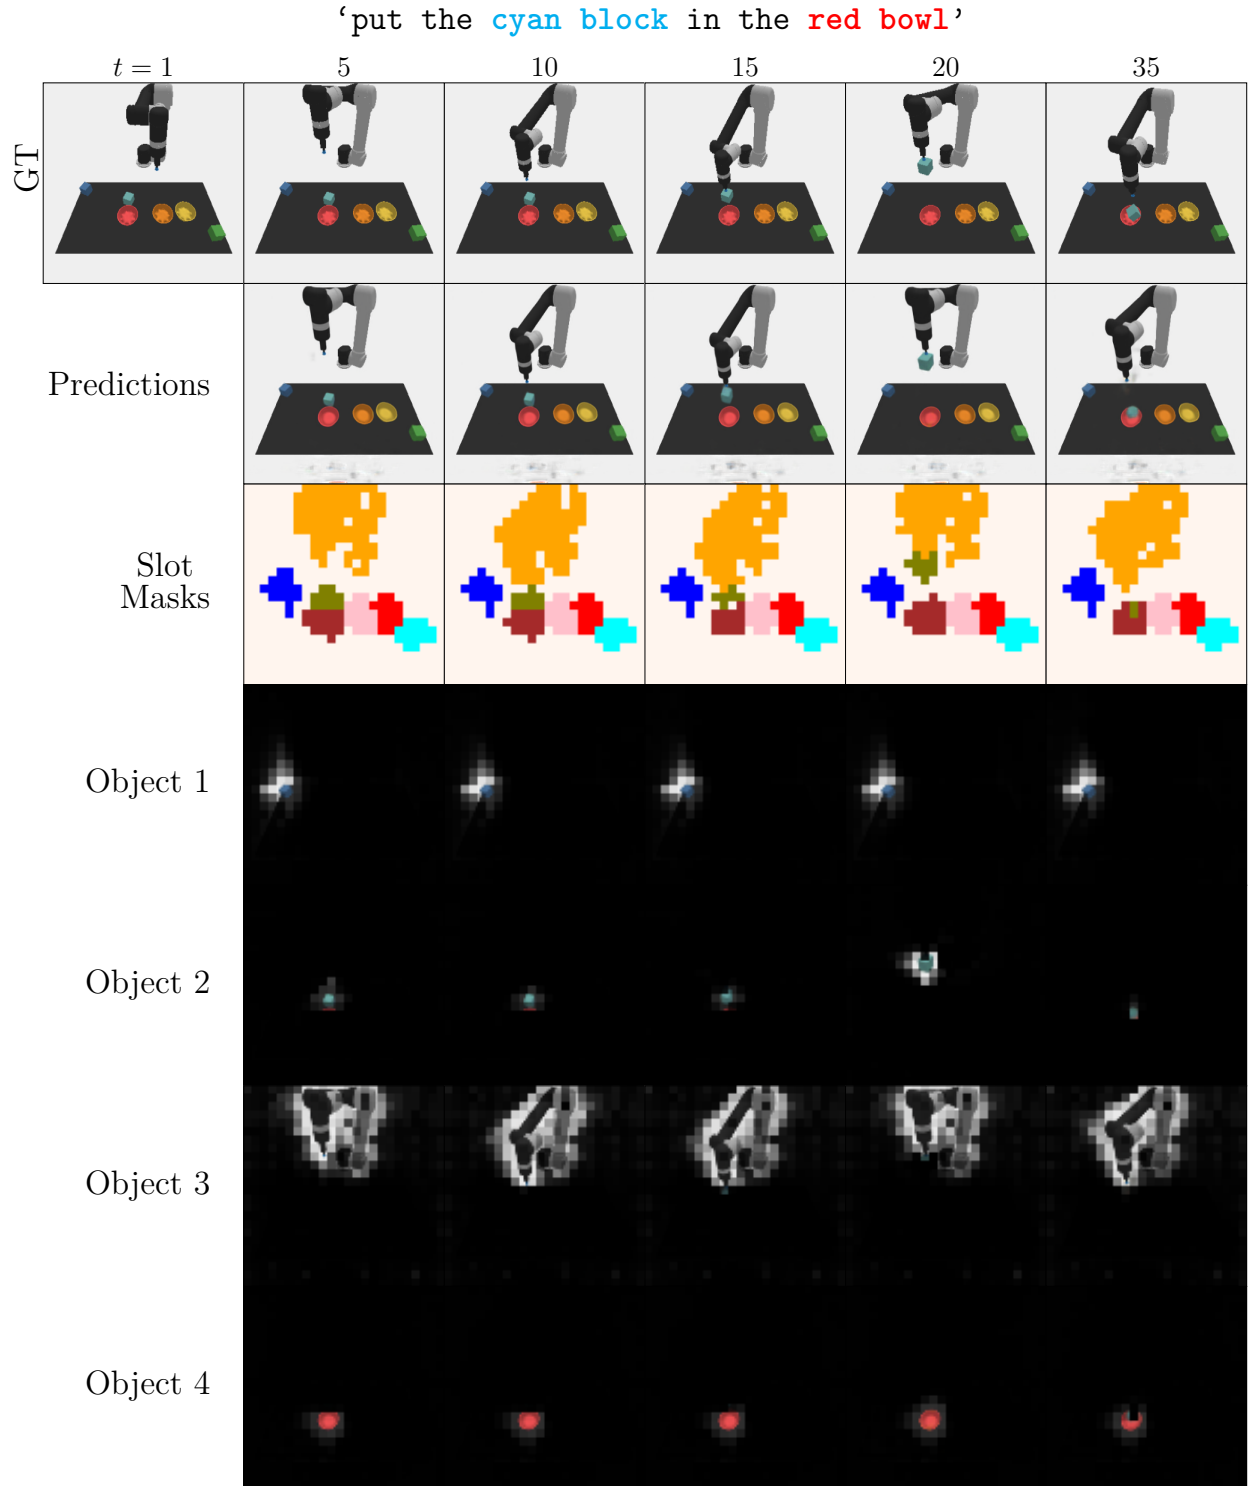 ‘put the cyan block in the red bowl’
t = 1 5 10 15 20 35
GT
Predictions
Slot
Masks
Object 1
Object 2
Object 3
Object 4